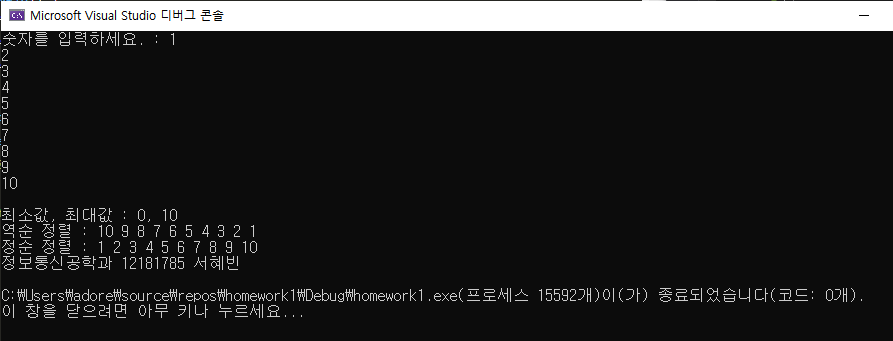 Microsoft Visual Studio 디버그 콘솔
숫자를 입력하세요. : 1
2
3
4
5
6
7
8
9
10
최소값, 최대값 : 0, 10
역순 정렬 : 10 9 8 7 6 5 4 3 2 1
정순 정렬 : 1 2 3 4 5 6 7 8 9 10
정보통신공학과 12181785 서혜빈
C:₩Users₩adore₩source₩repos₩homework1₩Debug₩homework1.exe(프로세스 15592개)이(가) 종료되었습니다(코드: 0개).
이 창을 닫으려면 아무 키나 누르세요...